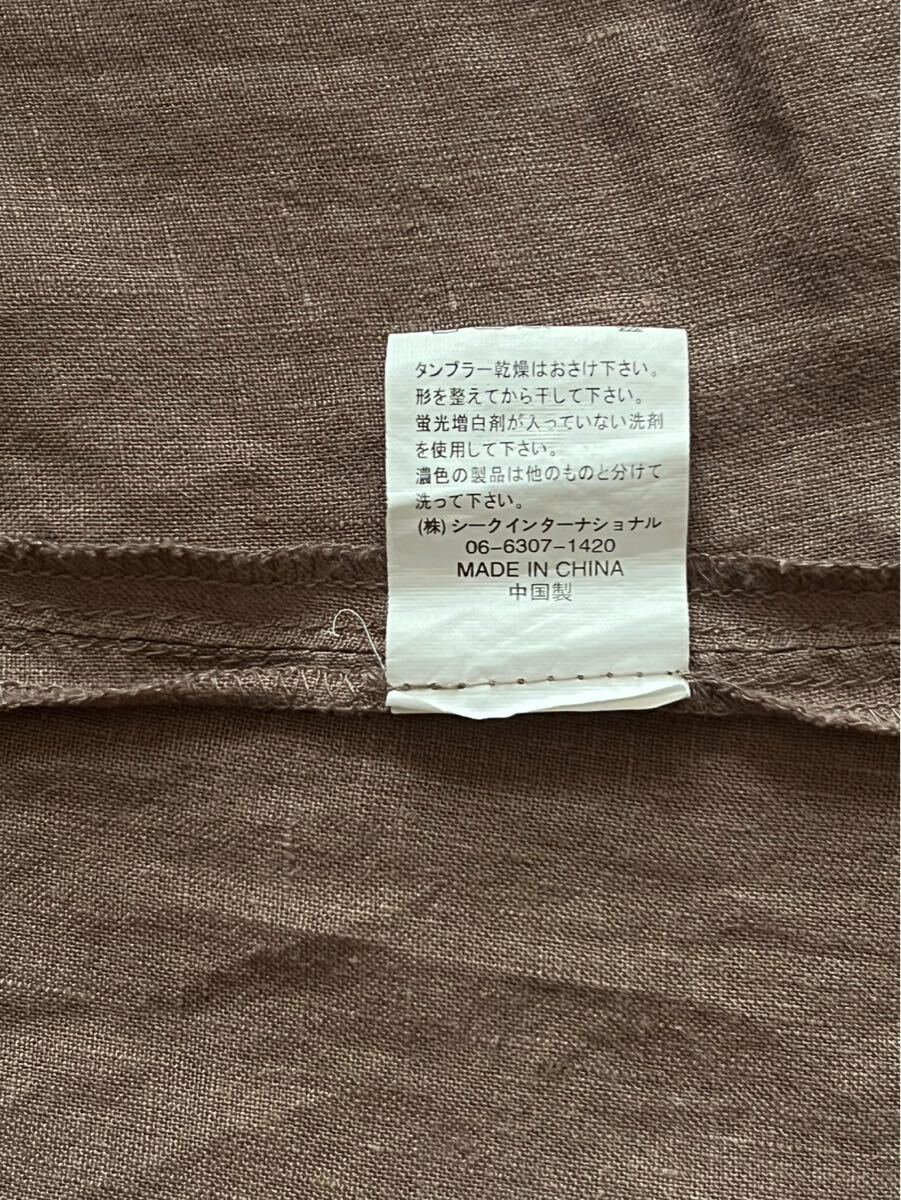 タンブラー乾燥はおさけ下さい。
形を整えてから干して下さい。
蛍光増白剤が入っていない洗剤
を使用して下さい。
濃色の製品は他のものと分けて
洗って下さい。
(株)シークインターナショナル
06-6307-1420
MADE IN CHINA
中国製